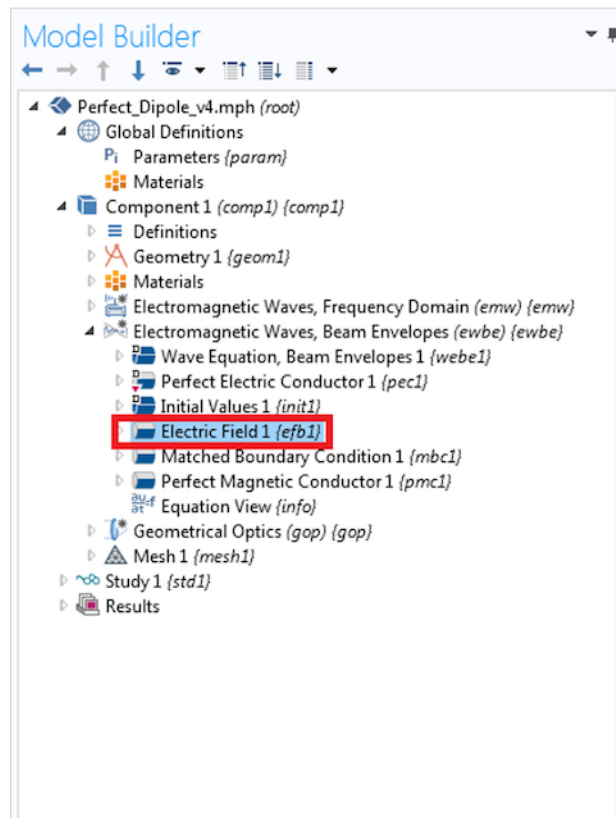 Model Builder
Perfect_Dipole_v4.mph (root)
Global Definitions
Pi Parameters {param}
Materials
Component 1 (comp1) {comp1}
Definitions
Geometry 1 {geom1}
Materials
Electromagnetic Waves, Frequency Domain (emw) {emw}
Electromagnetic Waves, Beam Envelopes (ewbe) {ewbe}
Wave Equation, Beam Envelopes 1 {webe1}
Perfect Electric Conductor 1 {pec1}
Initial Values 1 {init1}
Electric Field 1 {efb1}
Matched Boundary Condition 1 {mbc1}
Perfect Magnetic Conductor 1 {pmc1}
Equation View {info}
Geometrical Optics (gop) {gop}
Mesh 1 {mesh1}
Study 1 {std1}
Results